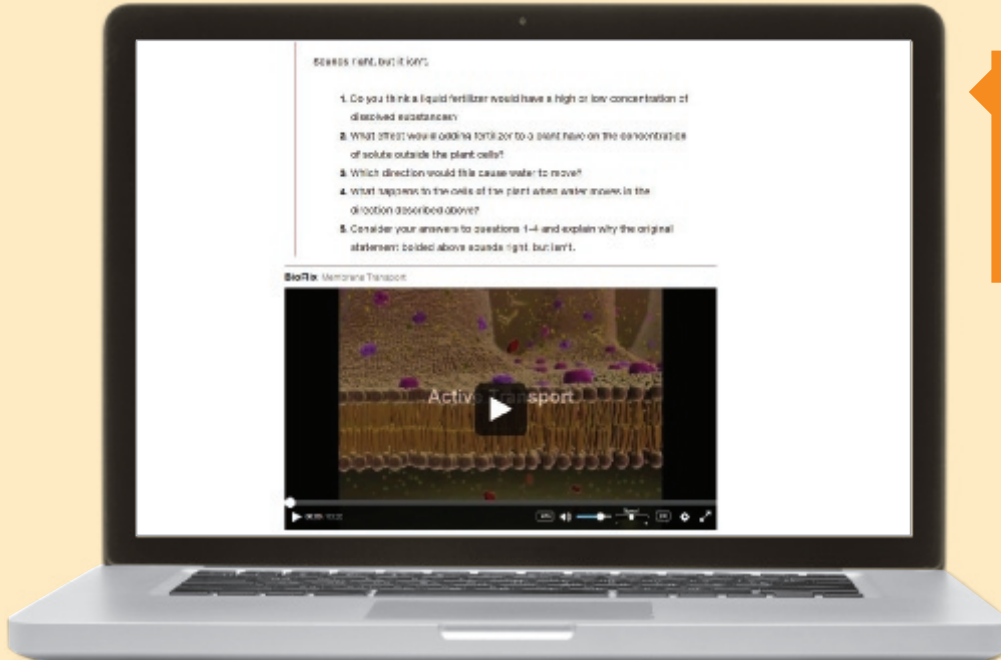 Sounds right, but it isn't.
1. Do you think a liquid fertilizer would have a high or low concentration of
dissolved substances?
2. What effect would adding fertilizer to a plant have on the concentration
of solute outside the plant cells?
3. Which direction would this cause water to move?
4. What happens to the cells of the plant when water moves in the
direction described above?
5. Consider your answers to questions 1–4 and explain why the original
statement bolded above sounds right, but isn't.
BioFlix Membrane Transport
Active Transport